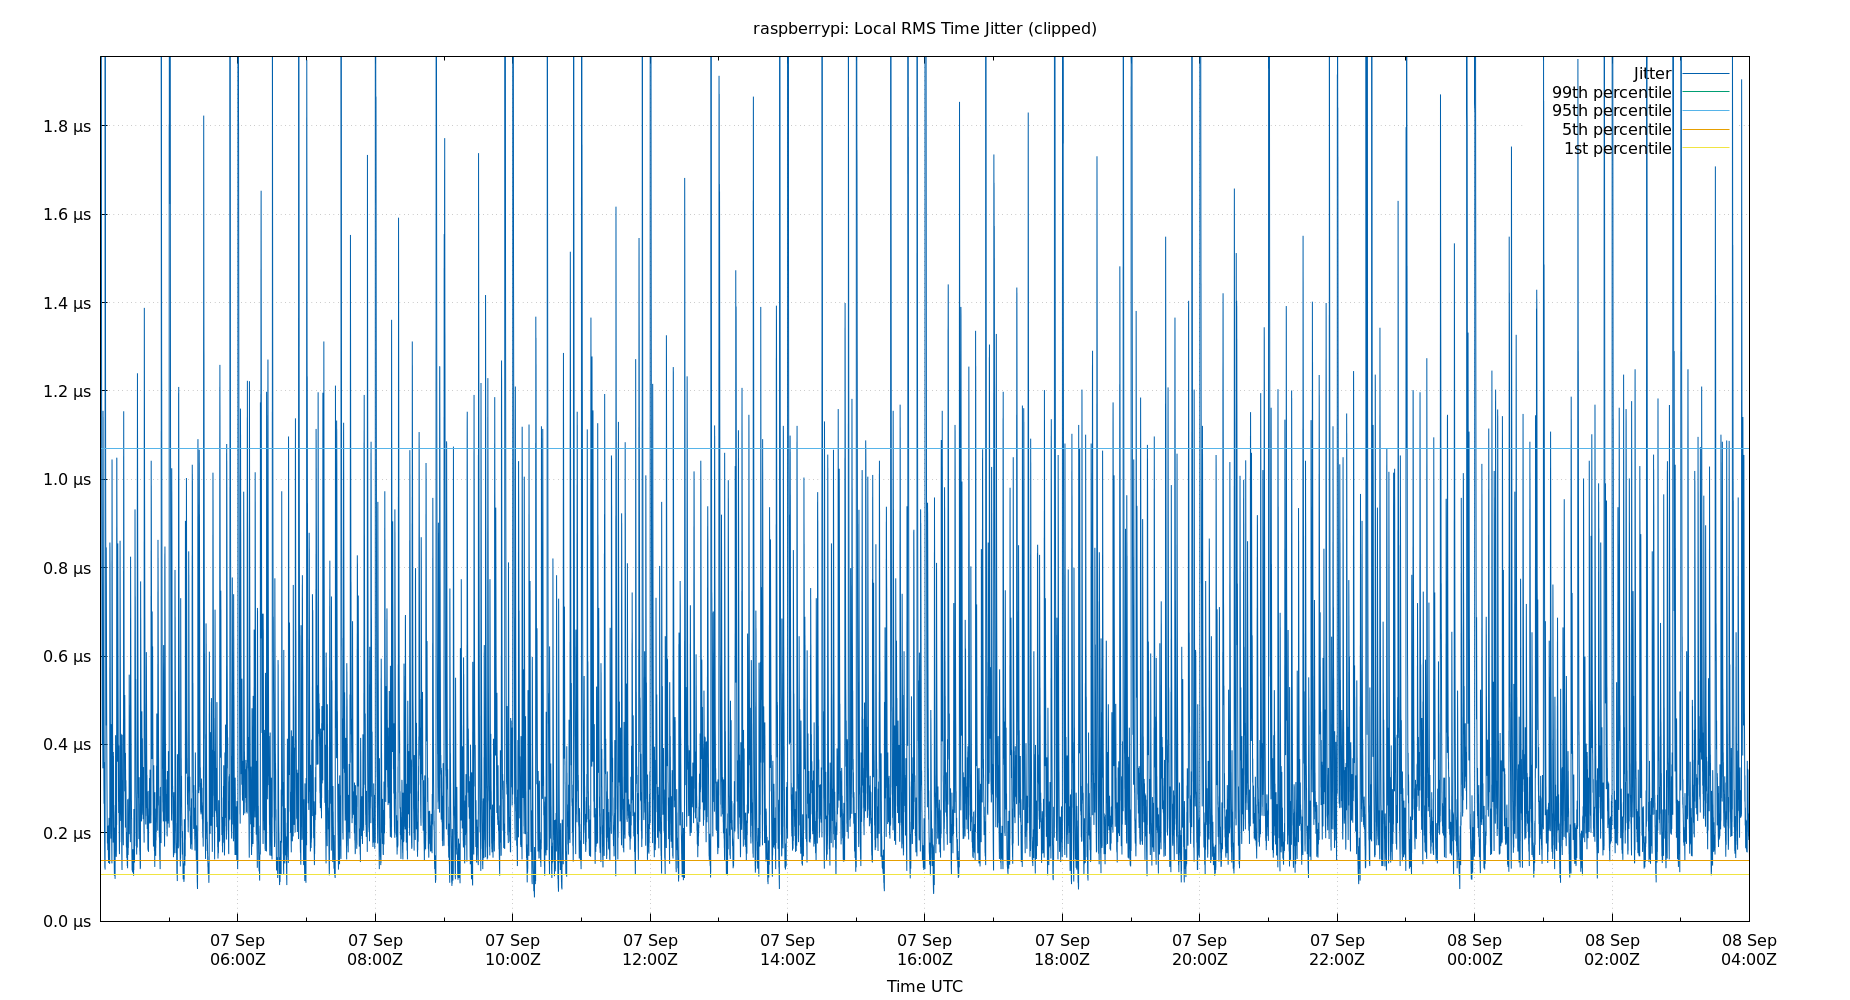 raspberrypi: Local RMS Time Jitter (clipped)
Jitter
99th percentile
95th percentile
5th percentile
1st percentile
1.8 µs
1.6 µs
1.4 µs
1.2 µs
1.0 µs
0.8 µs
0.6 µs
0.4 µs
0.2 µs
0.0 µs
07 Sep 07 Sep 07 Sep 07 Sep 07 Sep 07 Sep 07 Sep 07 Sep 07 Sep 08 Sep 08 Sep 08 Sep
06:00Z 08:00Z 10:00Z 12:00Z 14:00Z 16:00Z 18:00Z 20:00Z 22:00Z 00:00Z 02:00Z 04:00Z
Time UTC